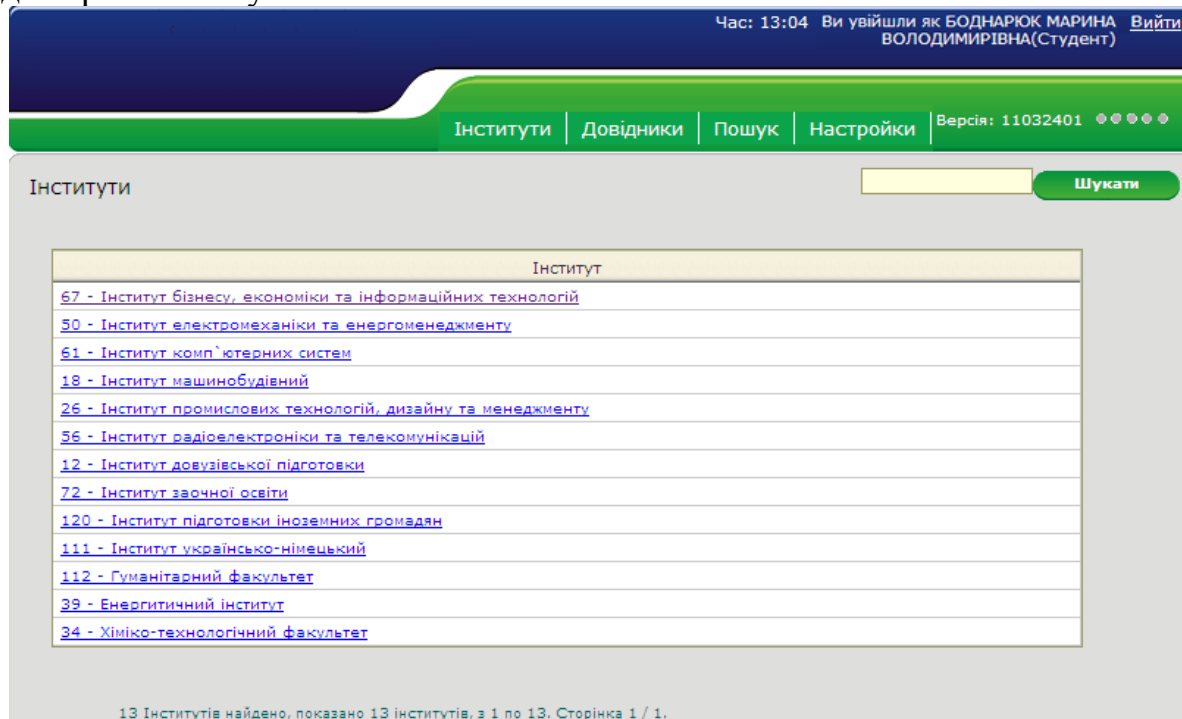 Час: 13:04 Ви увійшли як БОДНАРЮК МАРИНА Вийти
ВОЛОДИМИРІВНА(Студент)
Інститути Довідники Пошук Настройки Версія: 11032401
Інститути Шукати
Інститут
67 - Інститут бізнесу, економіки та інформаційних технологій
50 - Інститут електромеханіки та енергоменеджменту
61 - Інститут комп`ютерних систем
18 - Інститут машинобудівний
26 - Інститут промислових технологій, дизайну та менеджменту
56 - Інститут радіоелектроніки та телекомунікацій
12 - Інститут довузівської підготовки
72 - Інститут заочної освіти
120 - Інститут підготовки іноземних громадян
111 - Інститут українсько-німецький
112 - Гуманітарний факультет
39 - Енергитичний інститут
34 - Хіміко-технологічний факультет
13 Інститутів найдено, показано 13 інститутів, з 1 по 13. Сторінка 1 / 1.